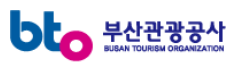 bto 부산관광공사
BUSAN TOURISM ORGANIZATION